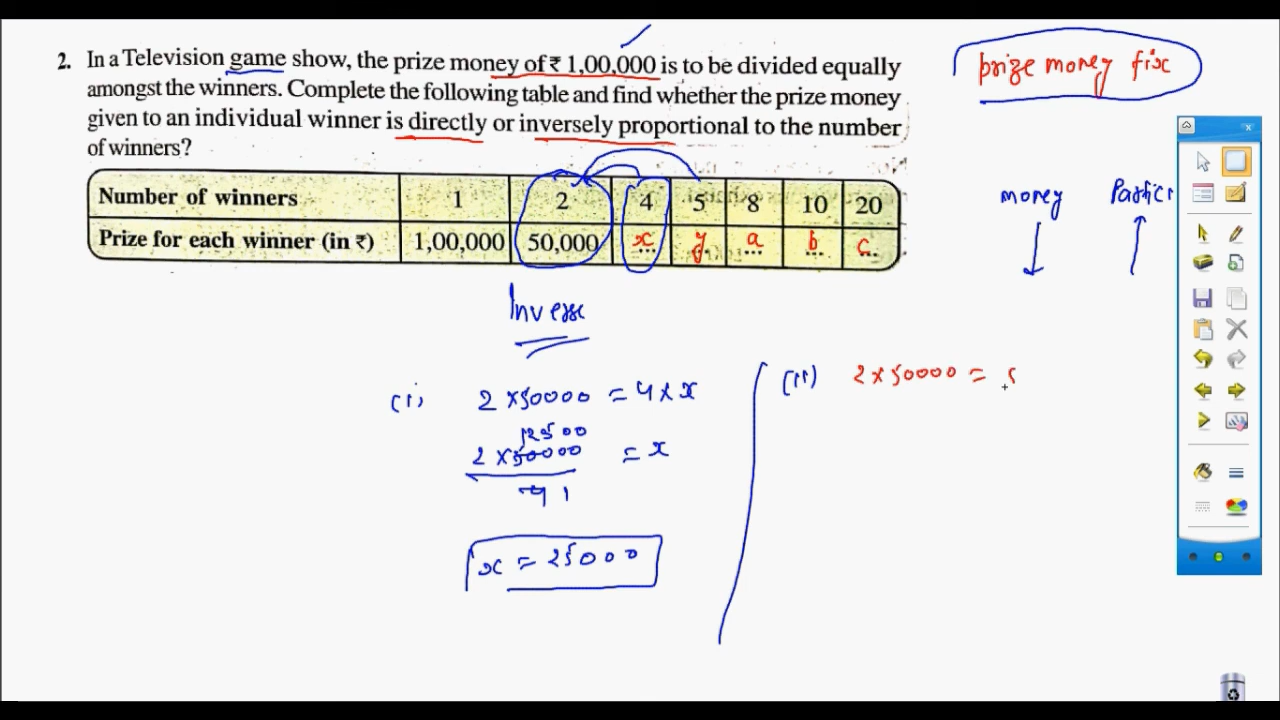 prize money fix
2. In a Television game show, the prize money of ₹ 1,00,000 is to be divided equally
amongst the winners. Complete the following table and find whether the prize money
given to an individual winner is directly or inversely proportional to the number
of winners?
Number of winners 1 2 4 5 8 10 20
Prize for each winner (in ₹) 1,00,000 50,000 x ... y .. a ... b ... c ..
money Partici
Inverse
(i) 2 × 50000 = 4 × x
12500
2 × 50000 = x
4 1
x = 25000
(ii) 2 × 50000 =